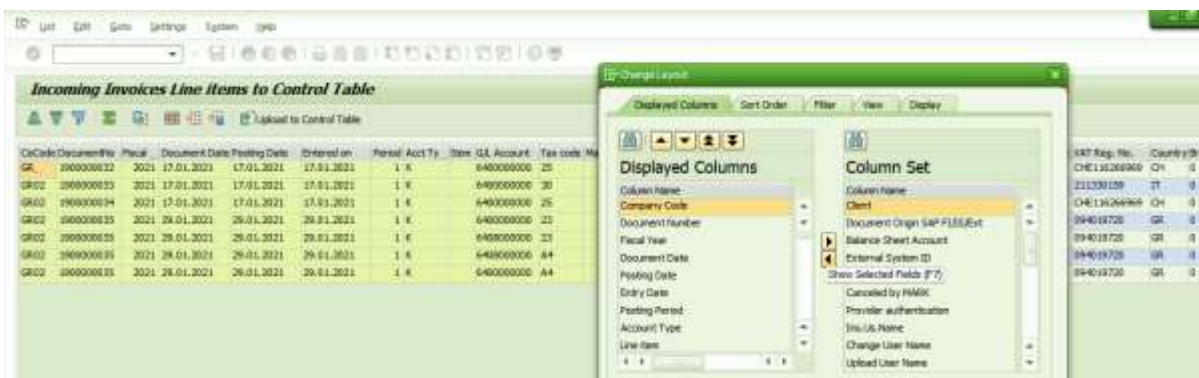 List Edit Goto Settings System Help
Incoming Invoices Line items to Control Table
Upload to Control Table
CoCode DocumentNo Fiscal Document Date Posting Date Entered on Period Acct Ty Item G/L Account Tax code
GR 1900000032 2021 17.01.2021 17.01.2021 17.01.2021 1 K 6400000000 25
GR02 1900000033 2021 17.01.2021 17.01.2021 17.01.2021 1 K 6400000000 30
GR02 1900000034 2021 17.01.2021 17.01.2021 17.01.2021 1 K 6400000000 25
GR02 1900000035 2021 29.01.2021 29.01.2021 29.01.2021 1 K 6400000000 23
GR02 1900000035 2021 29.01.2021 29.01.2021 29.01.2021 1 K 6400000000 23
GR02 1900000035 2021 29.01.2021 29.01.2021 29.01.2021 1 K 6400000000 A4
GR02 1900000035 2021 29.01.2021 29.01.2021 29.01.2021 1 K 6400000000 A4
Change Layout
Displayed Columns Sort Order Filter View Display
Displayed Columns
Column Name
Company Code
Document Number
Fiscal Year
Document Date
Posting Date
Entry Date
Posting Period
Account Type
Line item
Column Set
Column Name
Client
Document Origin SAP
Balance Sheet Account
External System ID
Show Selected Fields (F7)
Canceled by MARK
Provider authentication
Ins.Us.Name
Change User Name
Upload User Name
VAT Reg. No. Country
CHE116266969 CH 0
211330159 IT 0
CHE116266969 CH 0
094019720 GR 0
094019720 GR 0
094019720 GR 0
094019720 GR 0